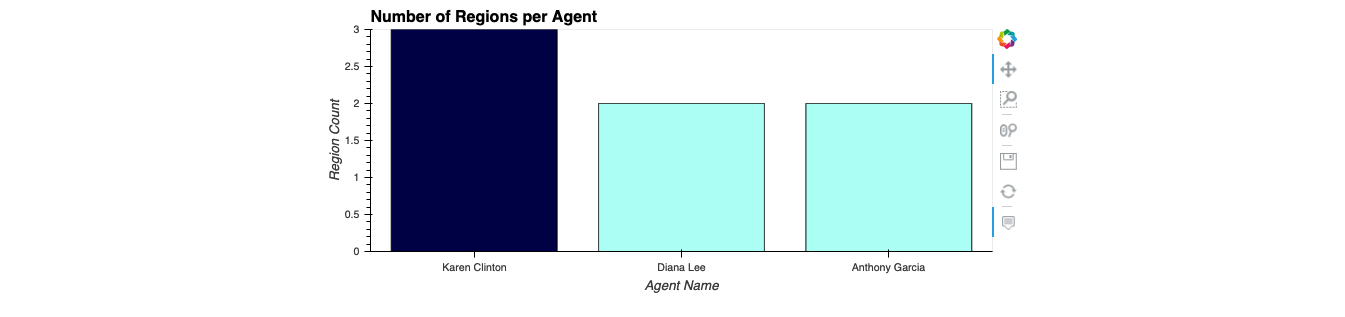 Number of Regions per Agent
3
2.5
2
1.5
1
0.5
0
Region Count
Karen Clinton
Diana Lee
Anthony Garcia
Agent Name